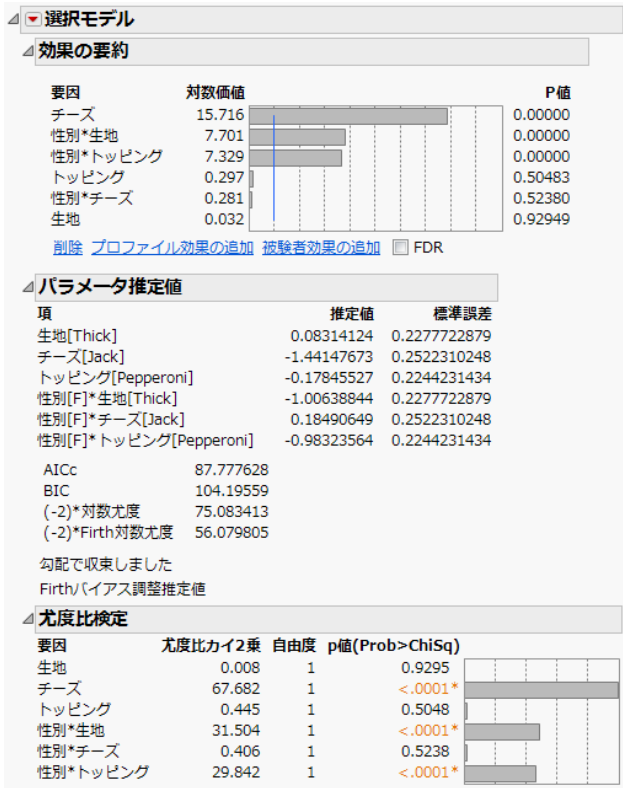 選択モデル
効果の要約
要因 対数価値 P値
チーズ 15.716 0.00000
性別*生地 7.701 0.00000
性別*トッピング 7.329 0.00000
トッピング 0.297 0.50483
性別*チーズ 0.281 0.52380
生地 0.032 0.92949
削除 プロファイル効果の追加 被験者効果の追加 FDR
パラメータ推定値
項 推定値 標準誤差
生地[Thick] 0.08314124 0.2277722879
チーズ[Jack] -1.44147673 0.2522310248
トッピング[Pepperoni] -0.17845527 0.2244231434
性別[F]*生地[Thick] -1.00638844 0.2277722879
性別[F]*チーズ[Jack] 0.18490649 0.2522310248
性別[F]*トッピング[Pepperoni] -0.98323564 0.2244231434
AICc 87.777628
BIC 104.19559
(-2)*対数尤度 75.083413
(-2)*Firth対数尤度 56.079805
勾配で収束しました
Firthバイアス調整推定値
尤度比検定
要因 尤度比カイ2乗 自由度 p値(Prob>ChiSq)
生地 0.008 1 0.9295
チーズ 67.682 1 <.0001*
トッピング 0.445 1 0.5048
性別*生地 31.504 1 <.0001*
性別*チーズ 0.406 1 0.5238
性別*トッピング 29.842 1 <.0001*